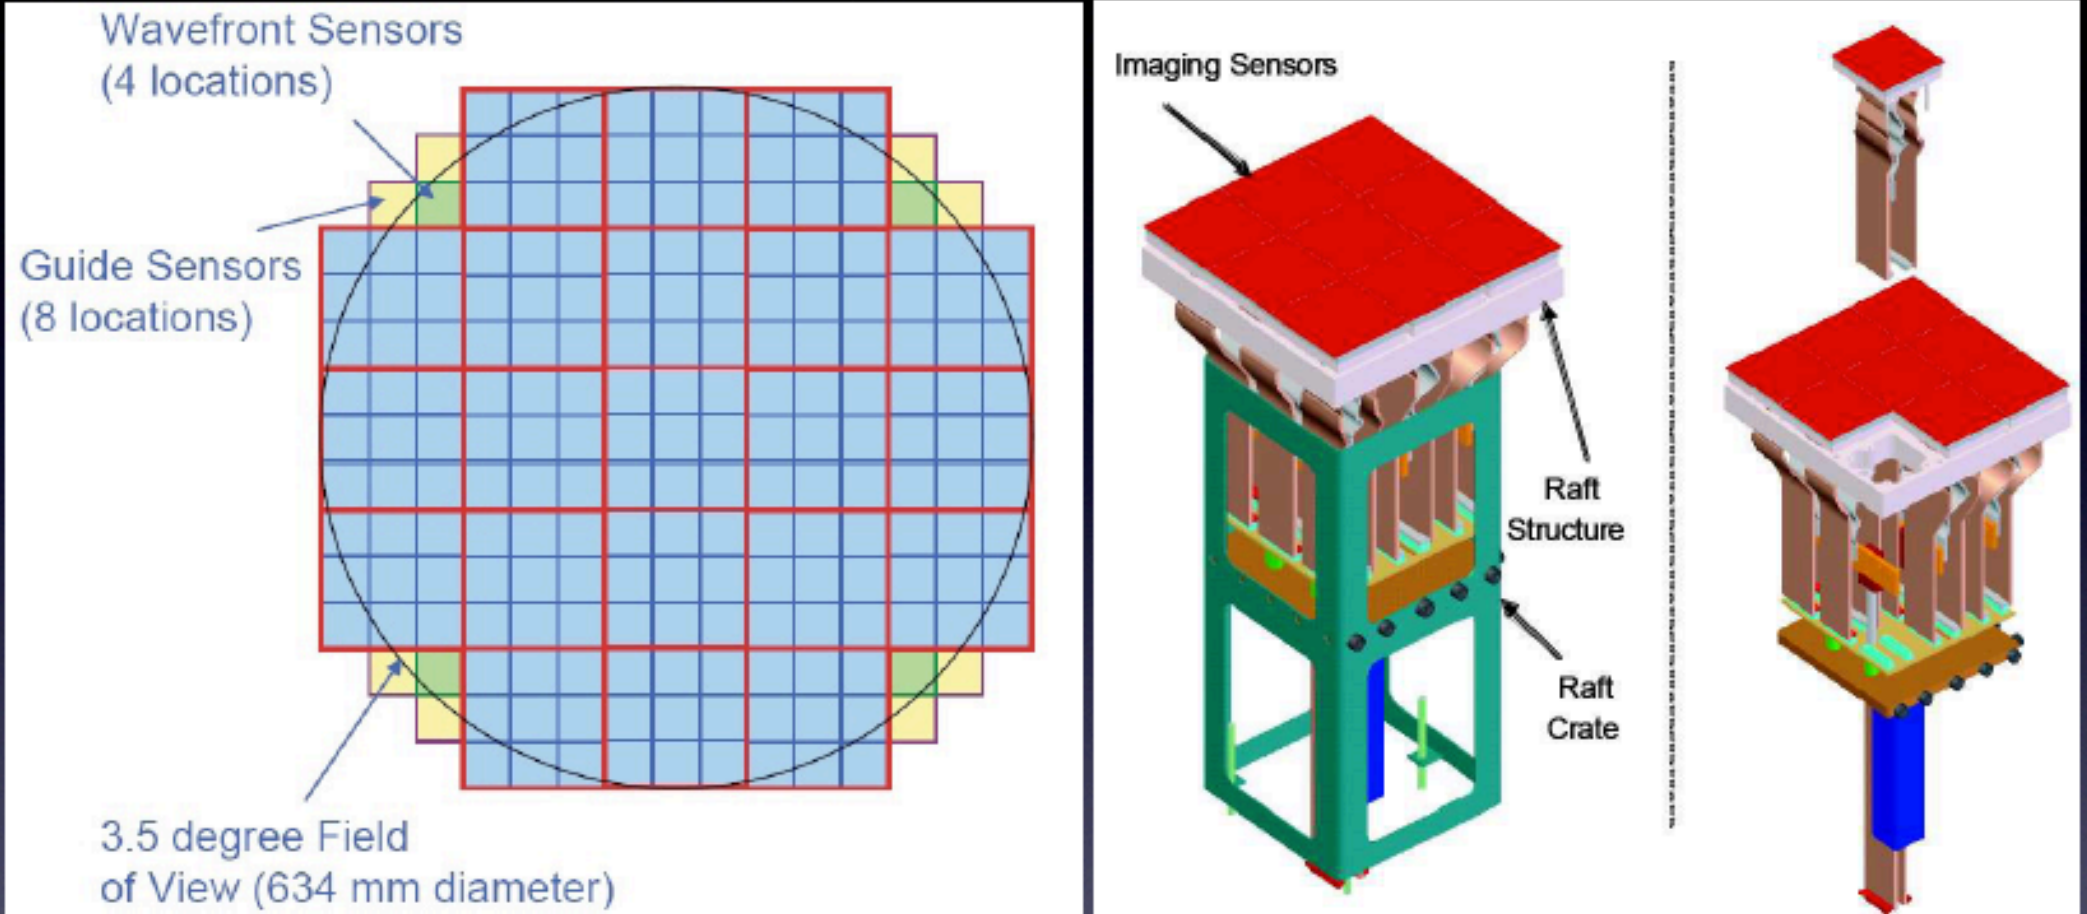 Wavefront Sensors
(4 locations)
Guide Sensors
(8 locations)
3.5 degree Field
of View (634 mm diameter)
Imaging Sensors
Raft
Structure
Raft
Crate